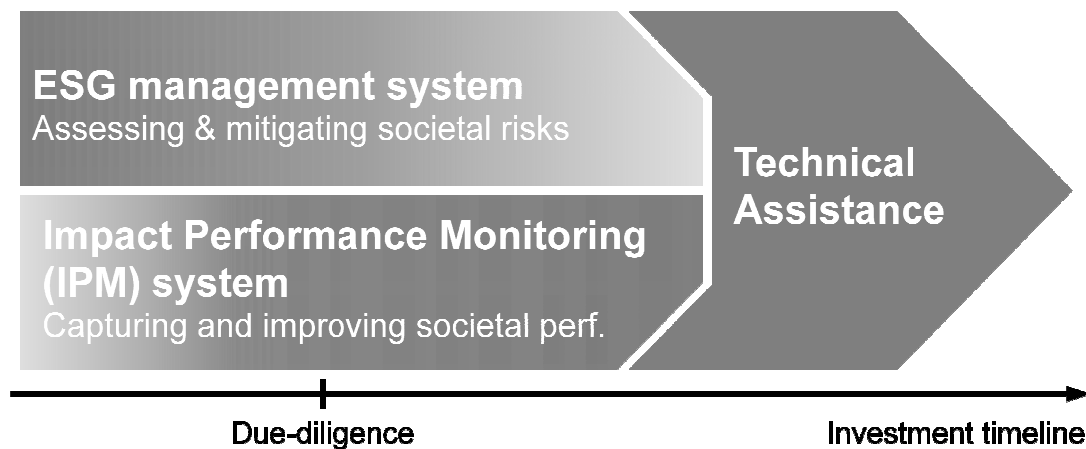 ESG management system
Assessing & mitigating societal risks
Impact Performance Monitoring
(IPM) system
Capturing and improving societal perf.
Technical
Assistance
Due-diligence
Investment timeline